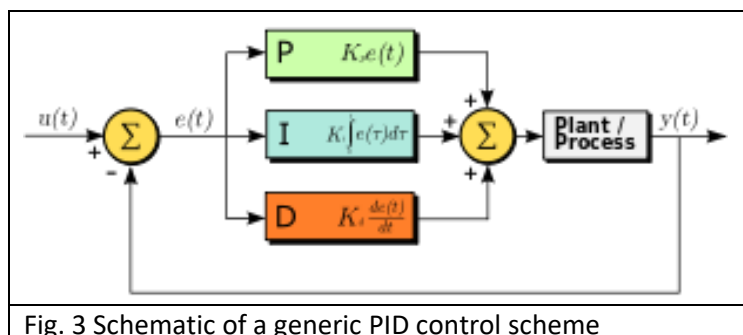 P K_p e(t)
u(t) e(t) + - Σ
I K_i ∫ e(τ)dτ
+ + + Σ
Plant / Process
y(t)
D K_d de(t)/dt
Fig. 3 Schematic of a generic PID control scheme